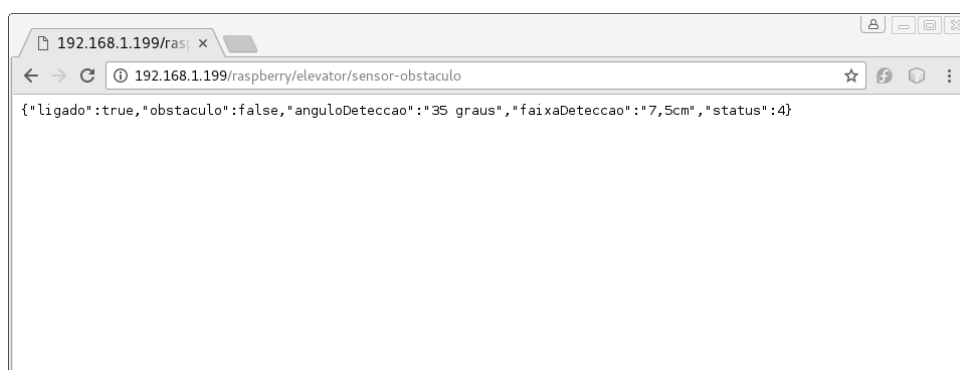 192.168.1.199/ras
192.168.1.199/raspberry/elevator/sensor-obstaculo
{"ligado":true,"obstaculo":false,"anguloDeteccao":"35 graus","faixaDeteccao":"7,5cm","status":4}